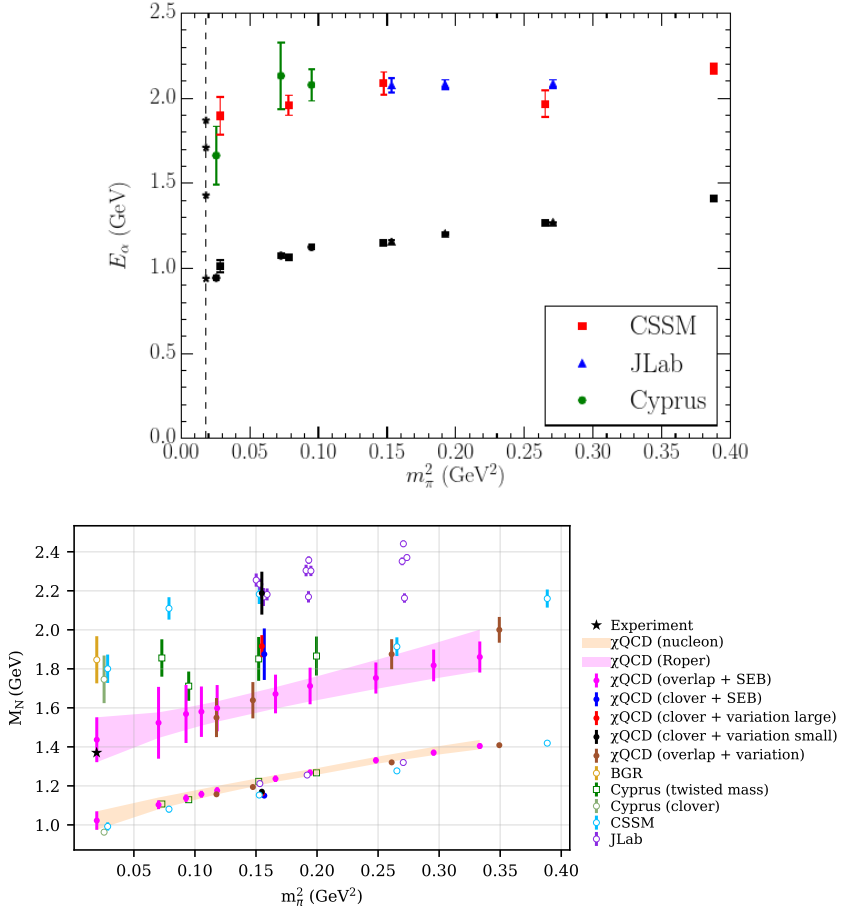 2.5
2.0
1.5
1.0
0.5
0.0
E_α (GeV)
CSSM
JLab
Cyprus
0.00 0.05 0.10 0.15 0.20 0.25 0.30 0.35 0.40
m_π^2 (GeV^2)
2.4
2.2
2.0
1.8
1.6
1.4
1.2
1.0
M_N (GeV)
0.05 0.10 0.15 0.20 0.25 0.30 0.35 0.40
m_π^2 (GeV^2)
Experiment
χQCD (nucleon)
χQCD (Roper)
χQCD (overlap + SEB)
χQCD (clover + SEB)
χQCD (clover + variation large)
χQCD (clover + variation small)
χQCD (overlap + variation)
BGR
Cyprus (twisted mass)
Cyprus (clover)
CSSM
JLab